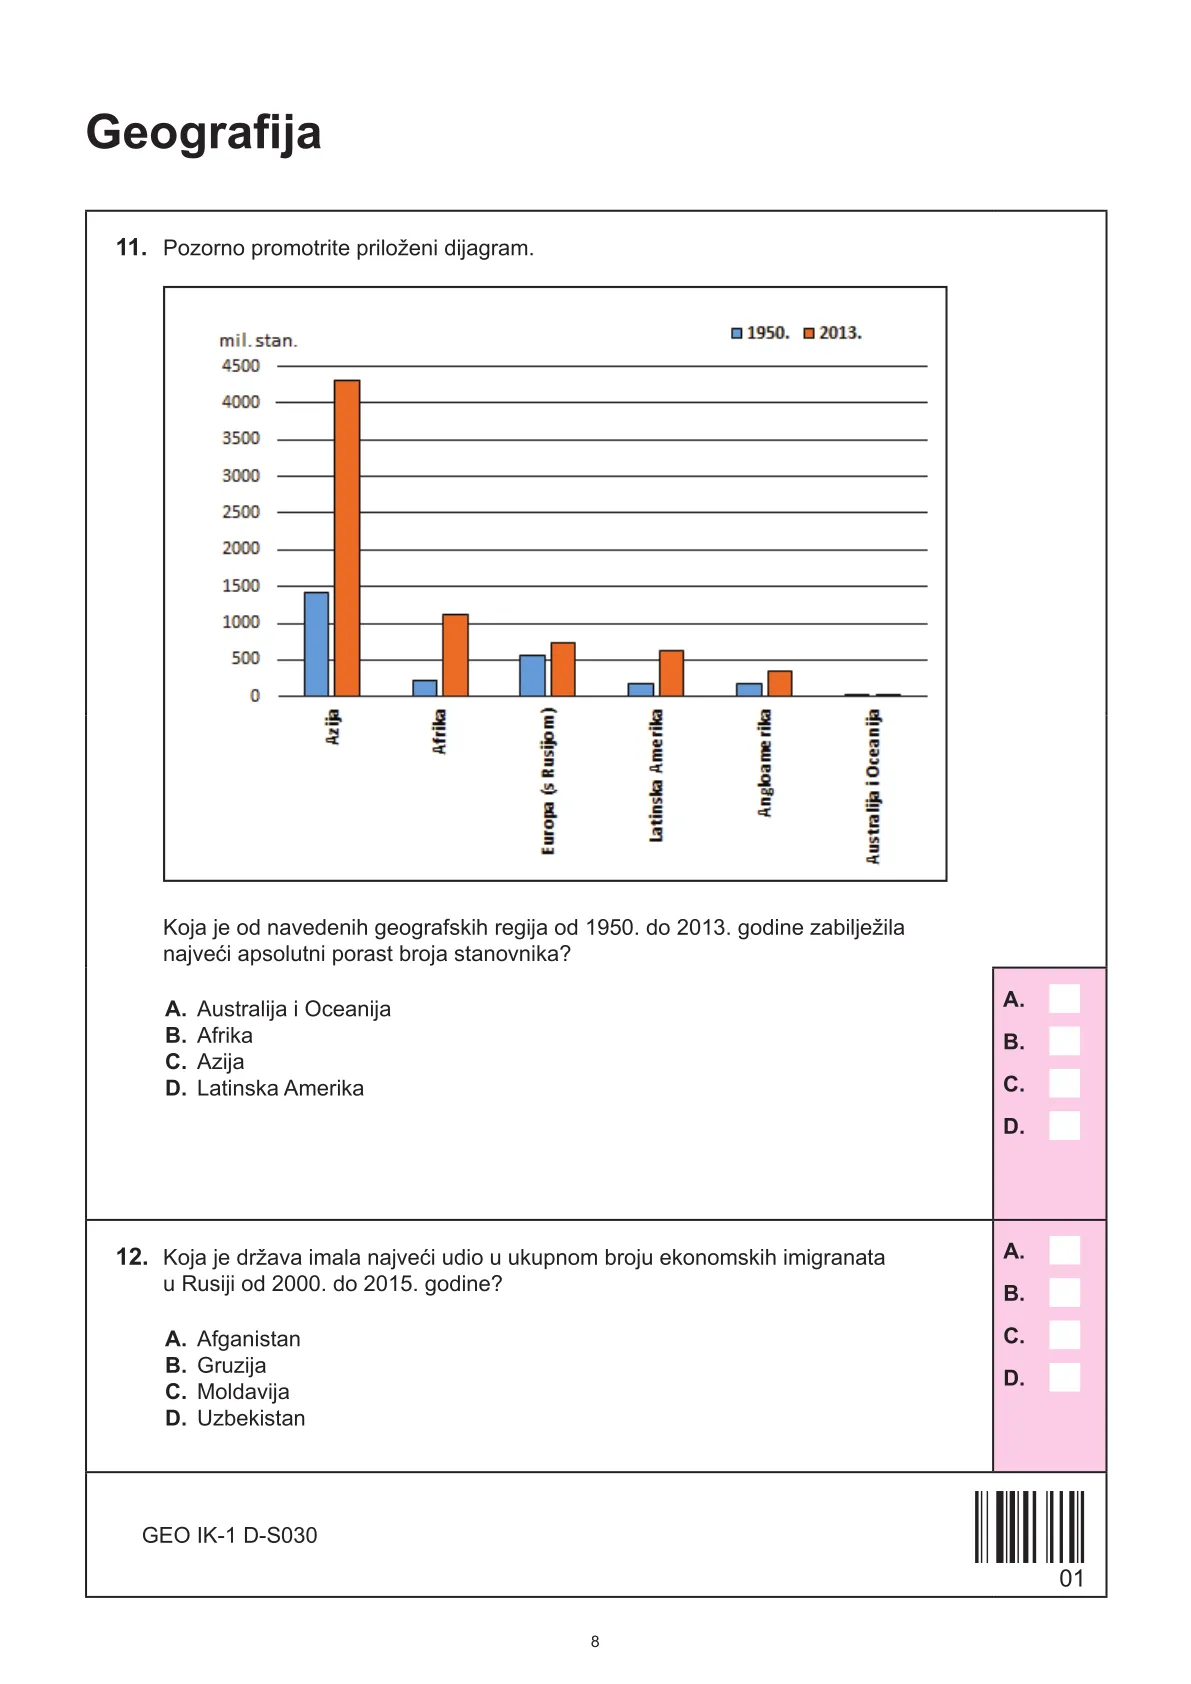 Geografija
11. Pozorno promotrite priloženi dijagram.
mil. stan.
1950. 2013.
4500
4000
3500
3000
2500
2000
1500
1000
500
0
Azija
Afrika
Europa (s Rusijom)
Latinska Amerika
Angloamerika
Australija i Oceanija
Koja je od navedenih geografskih regija od 1950. do 2013. godine zabilježila
najveći apsolutni porast broja stanovnika?
A. Australija i Oceanija
B. Afrika
C. Azija
D. Latinska Amerika
A.
B.
C.
D.
12. Koja je država imala najveći udio u ukupnom broju ekonomskih imigranata
u Rusiji od 2000. do 2015. godine?
A. Afganistan
B. Gruzija
C. Moldavija
D. Uzbekistan
A.
B.
C.
D.
GEO IK-1 D-S030
01
8